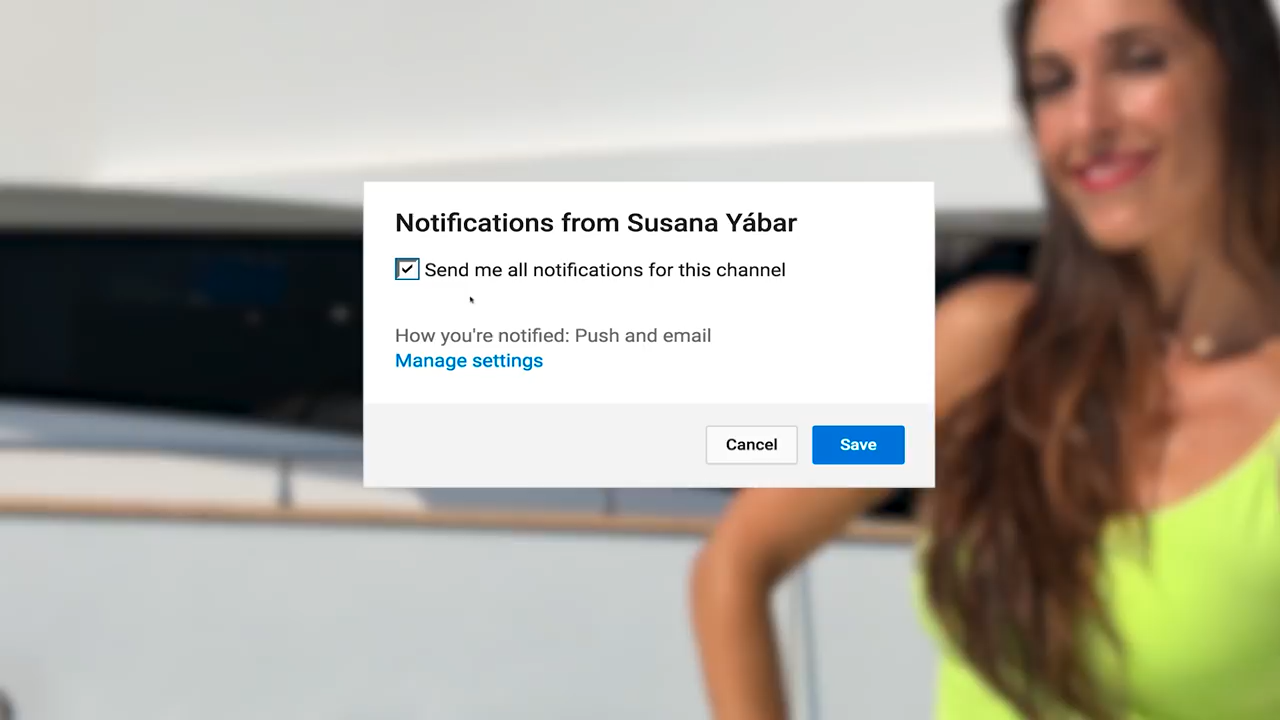 Notifications from Susana Yábar
Send me all notifications for this channel
How you're notified: Push and email
Manage settings
Cancel
Save